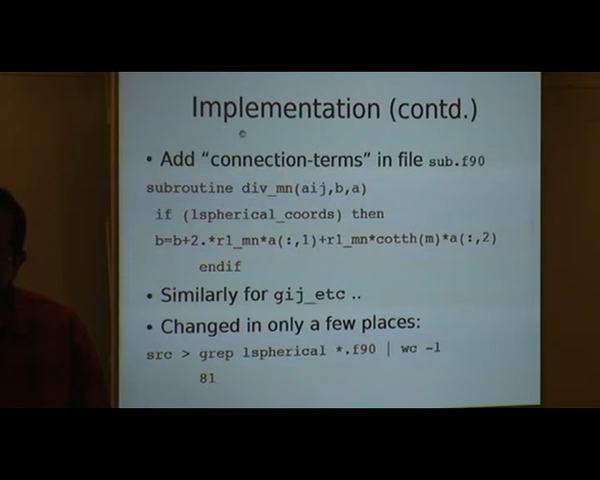 Implementation (contd.)
• Add “connection-terms” in file sub.f90
subroutine div_mn(aij,b,a)
if (lspherical_coords) then
b=b+2.*r1_mn*a(:,1)+r1_mn*cotth(m)*a(:,2)
endif
• Similarly for gij_etc ..
• Changed in only a few places:
src > grep lspherical *.f90 | wc -l
81